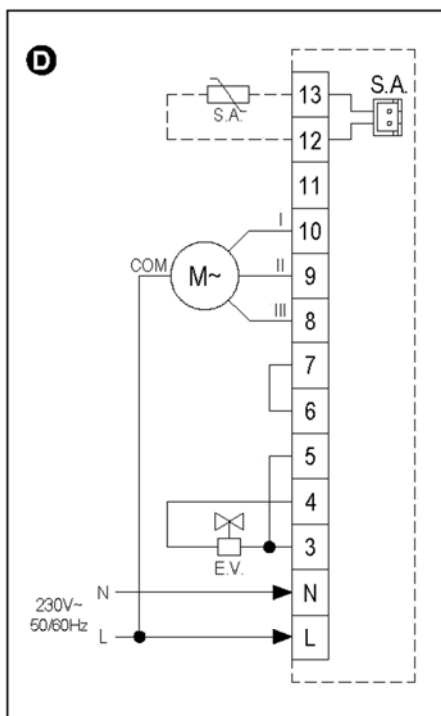 D
S.A.
13
S.A.
12
11
I
10
COM
M~
II
9
III
8
7
6
5
4
3
E.V.
N
N
230V~
50/60Hz
L
L